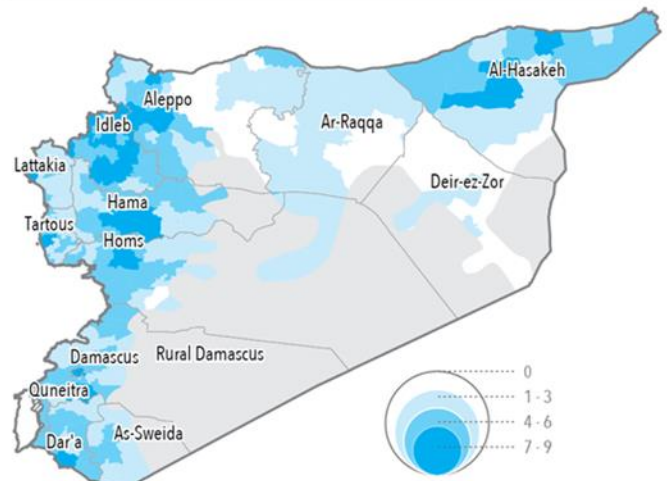 Al-Hasakeh
Aleppo
Ar-Raqqa
Idleb
Lattakia
Deir-ez-Zor
Hama
Tartous
Homs
Damascus
Rural Damascus
Quneitra
As-Sweida
Dar'a
0
1 - 3
4 - 6
7 - 9